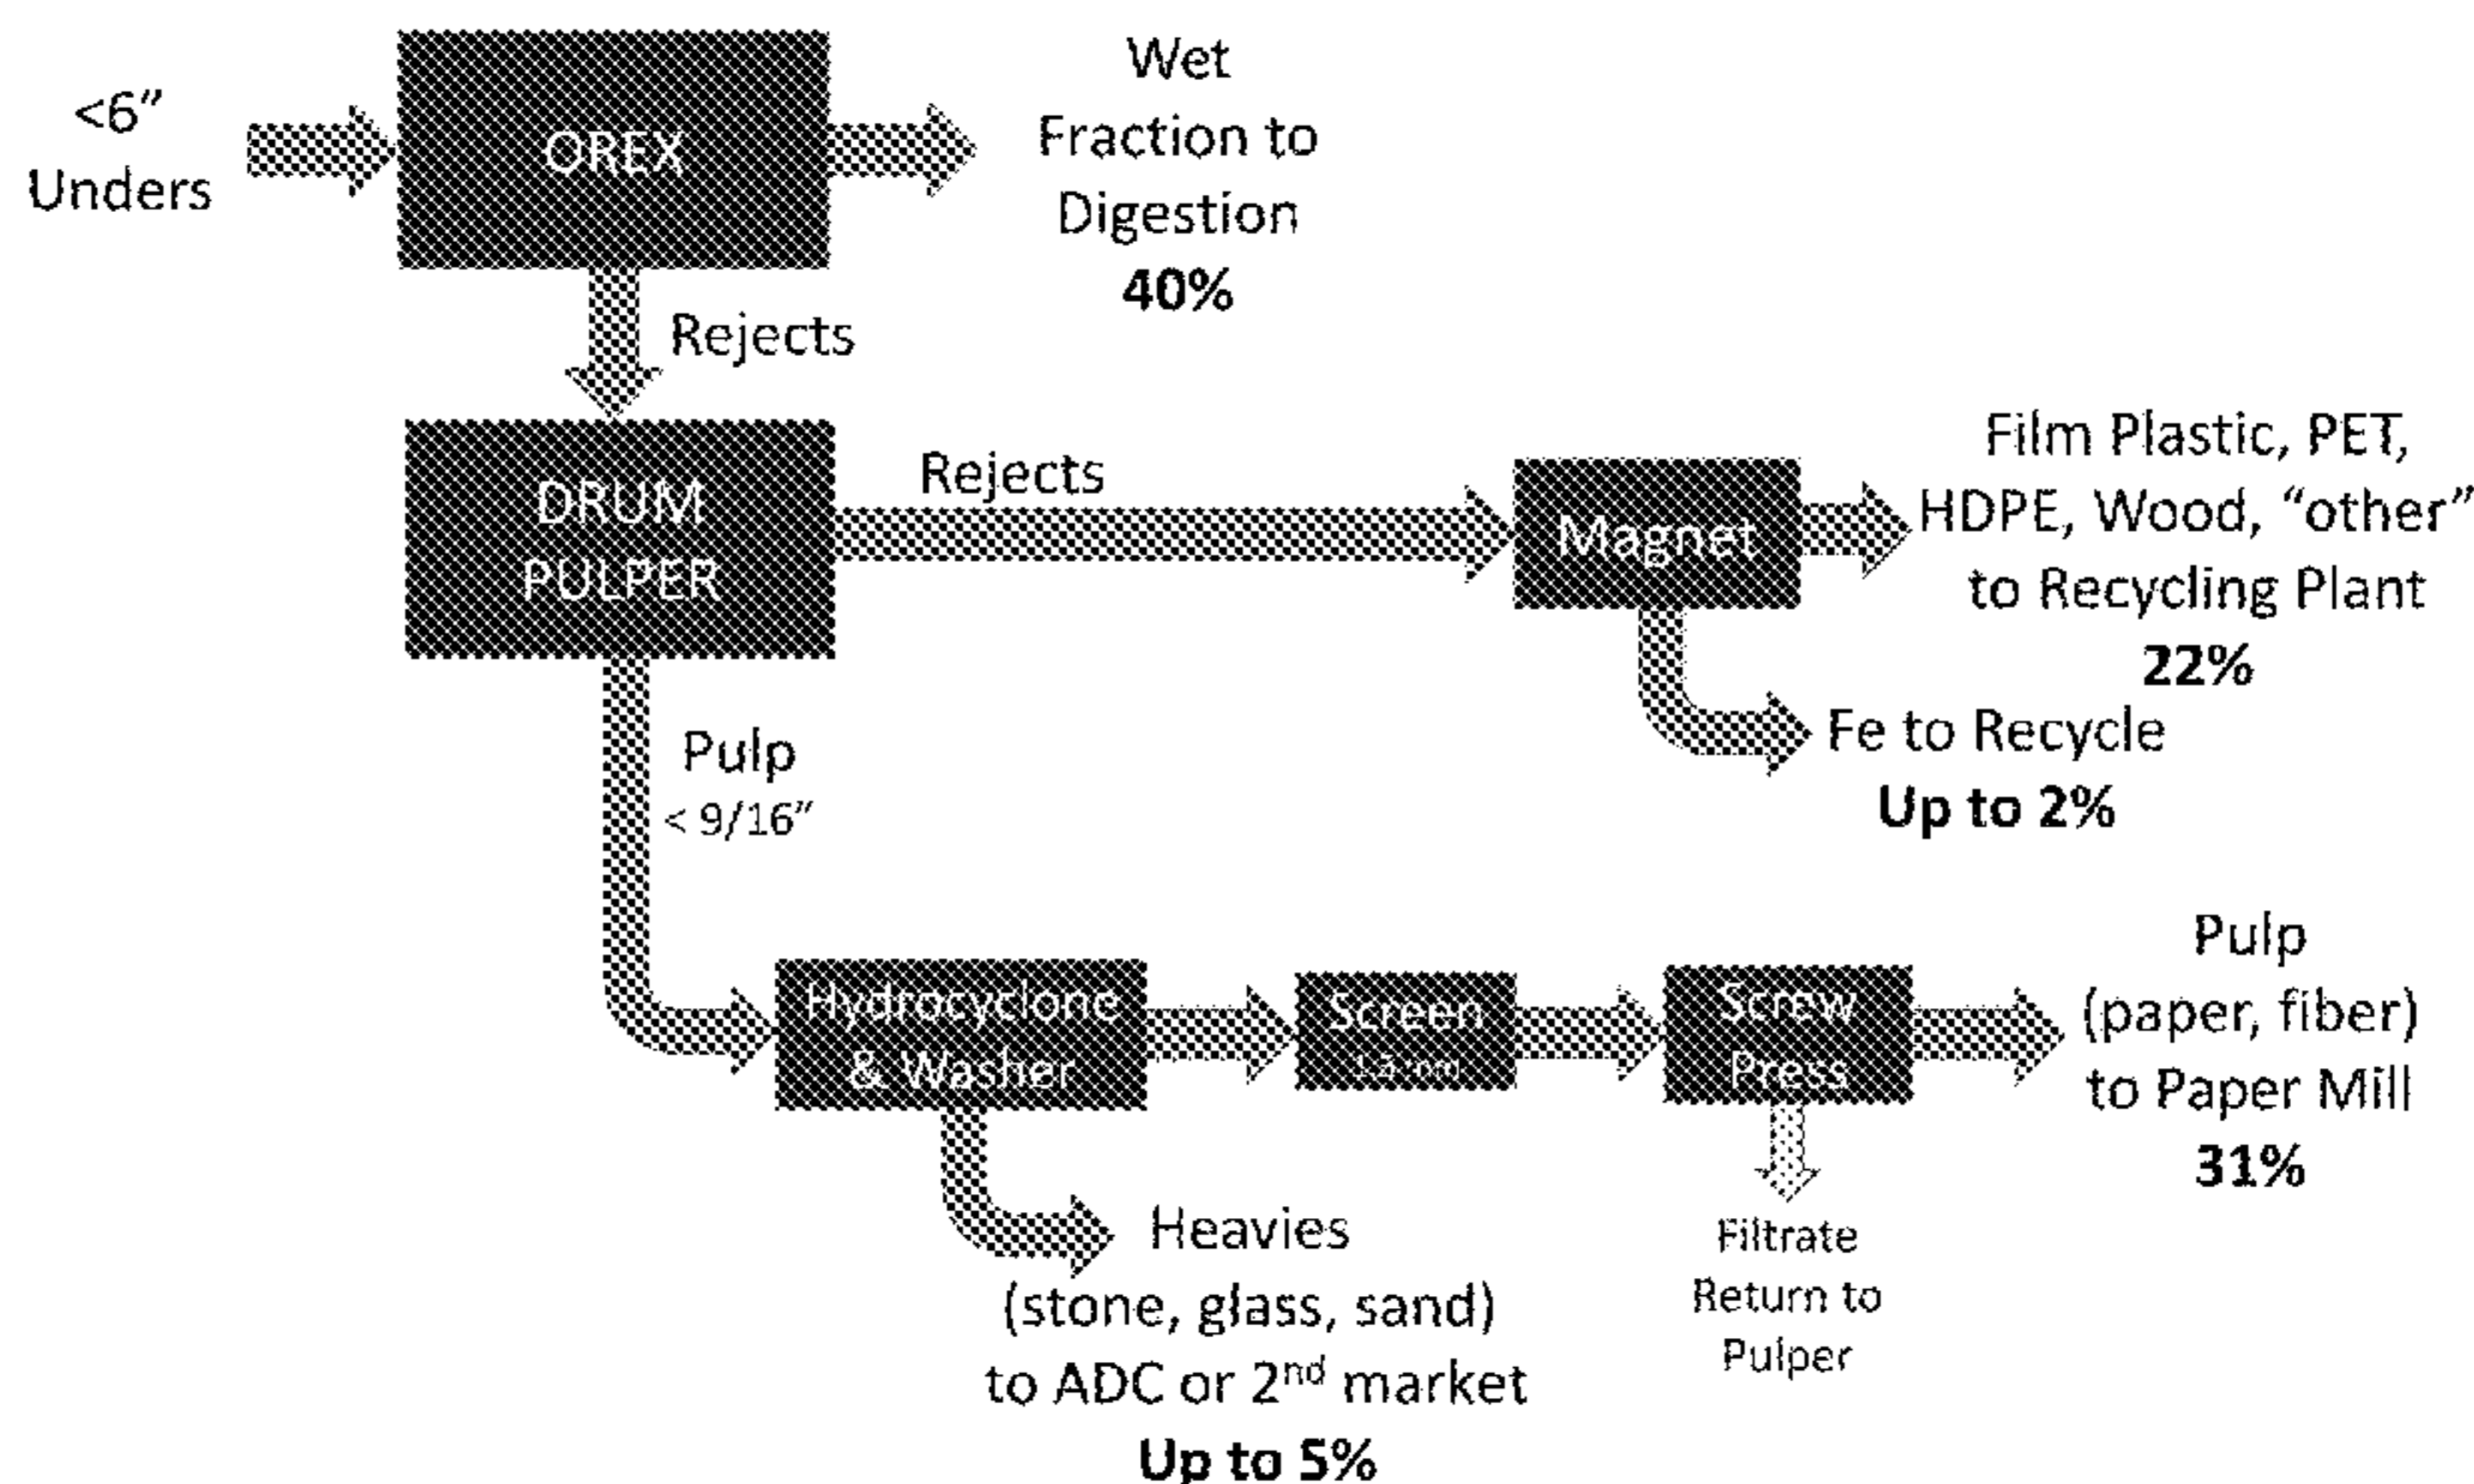 <6”
Unders
OREX
Wet
Fraction to
Digestion
40%
Rejects
DRUM
PULPER
Rejects
Magnet
Film Plastic, PET,
HDPE, Wood, “other”
to Recycling Plant
22%
Fe to Recycle
Up to 2%
Pulp
< 9/16”
Hydrocyclone
& Washer
Screen
Screw
Press
Pulp
(paper, fiber)
to Paper Mill
31%
Heavies
(stone, glass, sand)
to ADC or 2nd market
Up to 5%
Filtrate
Return to
Pulper